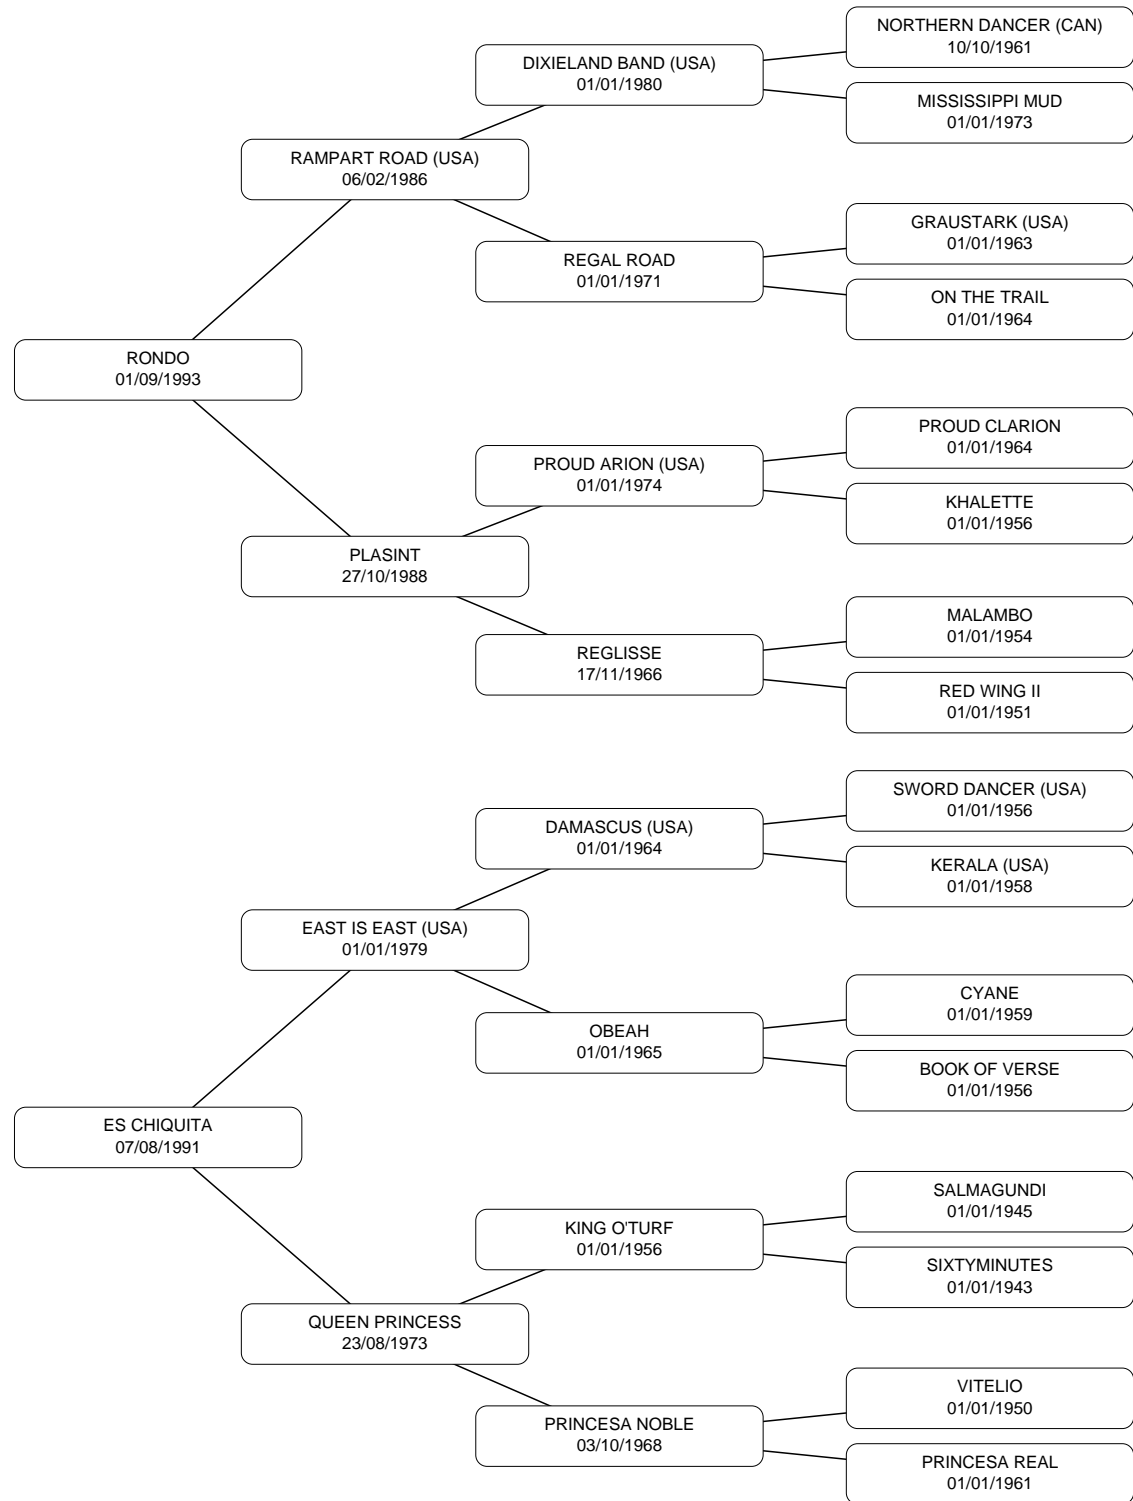 NORTHERN DANCER (CAN)
10/10/1961
DIXIELAND BAND (USA)
01/01/1980
MISSISSIPPI MUD
01/01/1973
RAMPART ROAD (USA)
06/02/1986
GRAUSTARK (USA)
01/01/1963
REGAL ROAD
01/01/1971
ON THE TRAIL
01/01/1964
RONDO
01/09/1993
PROUD CLARION
01/01/1964
PROUD ARION (USA)
01/01/1974
KHALETTE
01/01/1956
PLASINT
27/10/1988
MALAMBO
01/01/1954
REGLISSE
17/11/1966
RED WING II
01/01/1951
SWORD DANCER (USA)
01/01/1956
DAMASCUS (USA)
01/01/1964
KERALA (USA)
01/01/1958
EAST IS EAST (USA)
01/01/1979
CYANE
01/01/1959
OBEAH
01/01/1965
BOOK OF VERSE
01/01/1956
ES CHIQUITA
07/08/1991
SALMAGUNDI
01/01/1945
KING O'TURF
01/01/1956
SIXTYMINUTES
01/01/1943
QUEEN PRINCESS
23/08/1973
VITELIO
01/01/1950
PRINCESA NOBLE
03/10/1968
PRINCESA REAL
01/01/1961